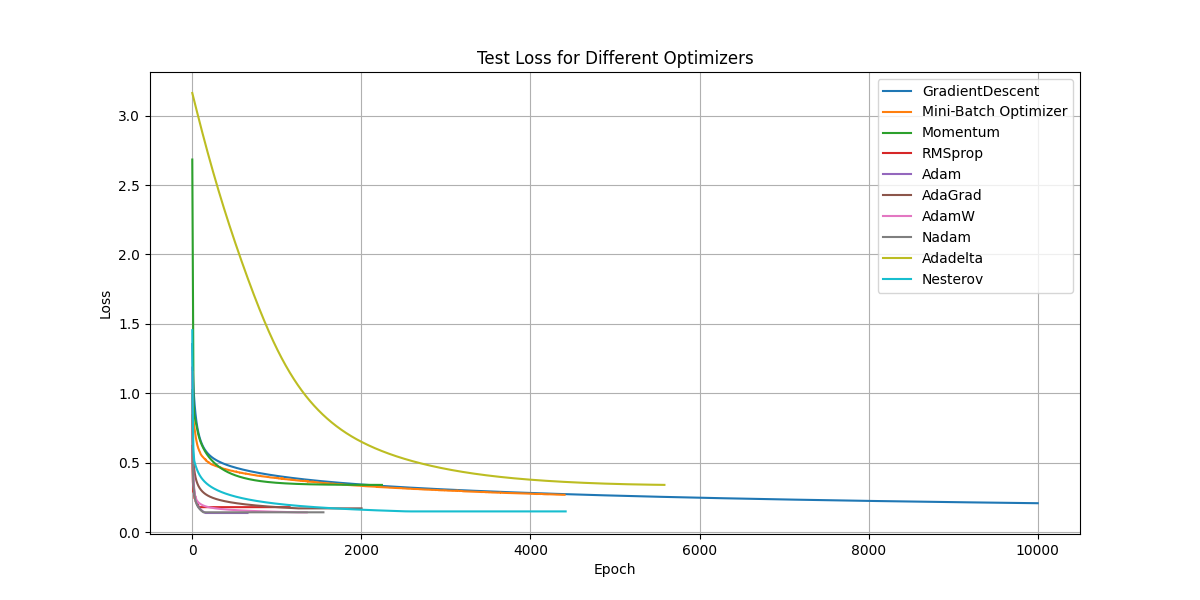 Test Loss for Different Optimizers
Loss
3.0
2.5
2.0
1.5
1.0
0.5
0.0
0
2000
4000
6000
8000
10000
Epoch
GradientDescent
Mini-Batch Optimizer
Momentum
RMSprop
Adam
AdaGrad
AdamW
Nadam
Adadelta
Nesterov